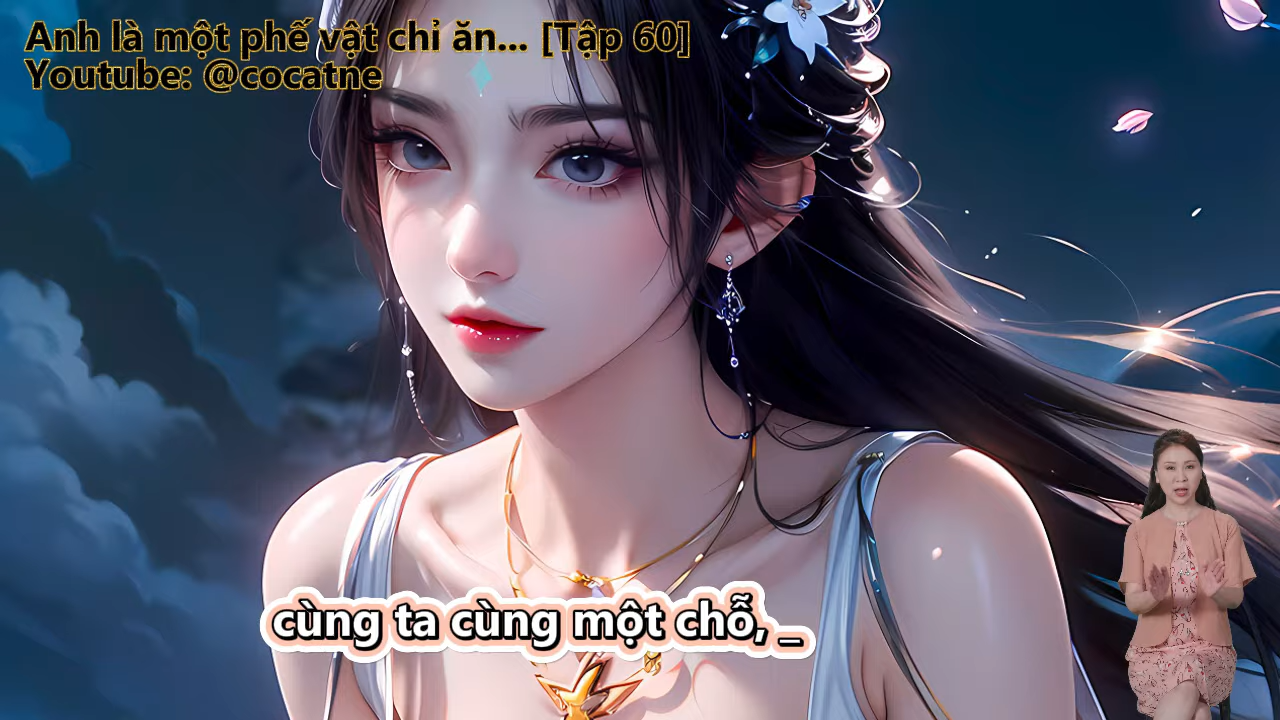 Anh là một phế vật chỉ ăn... [Tập 60]
Youtube: @cocatne
cùng ta cùng một chỗ, _